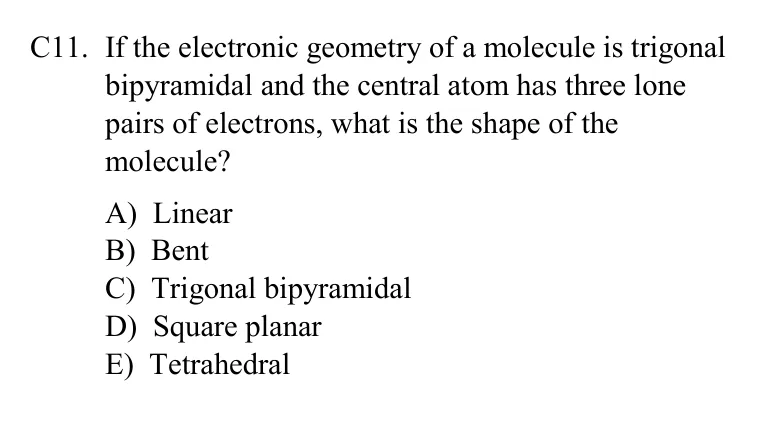 C11. If the electronic geometry of a molecule is trigonal
bipyramidal and the central atom has three lone
pairs of electrons, what is the shape of the
molecule?
A) Linear
B) Bent
C) Trigonal bipyramidal
D) Square planar
E) Tetrahedral